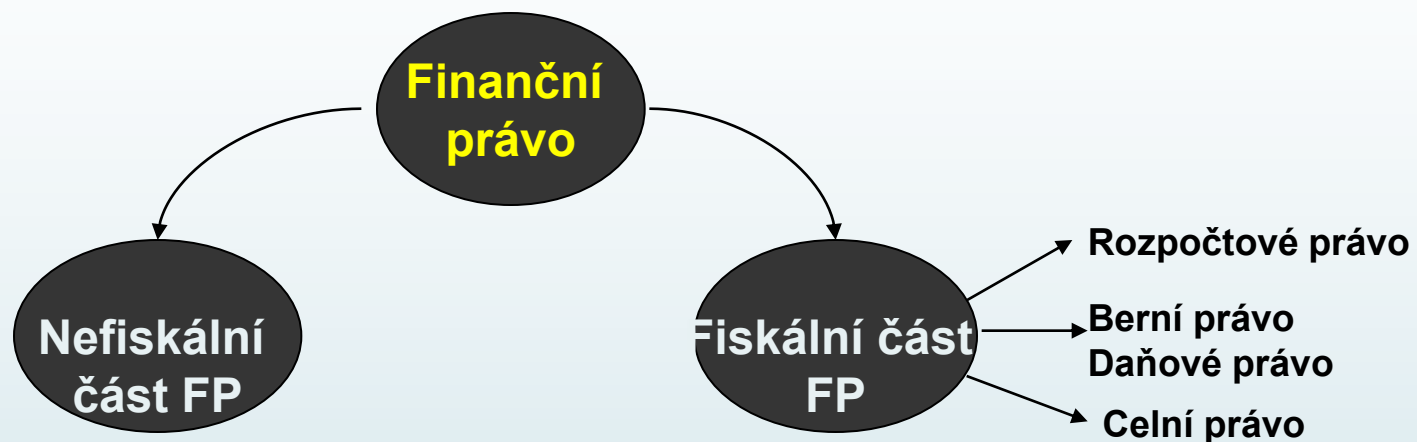 Finanční
právo
Nefiskální
část FP
Fiskální část
FP
Rozpočtové právo
Berní právo
Daňové právo
Celní právo